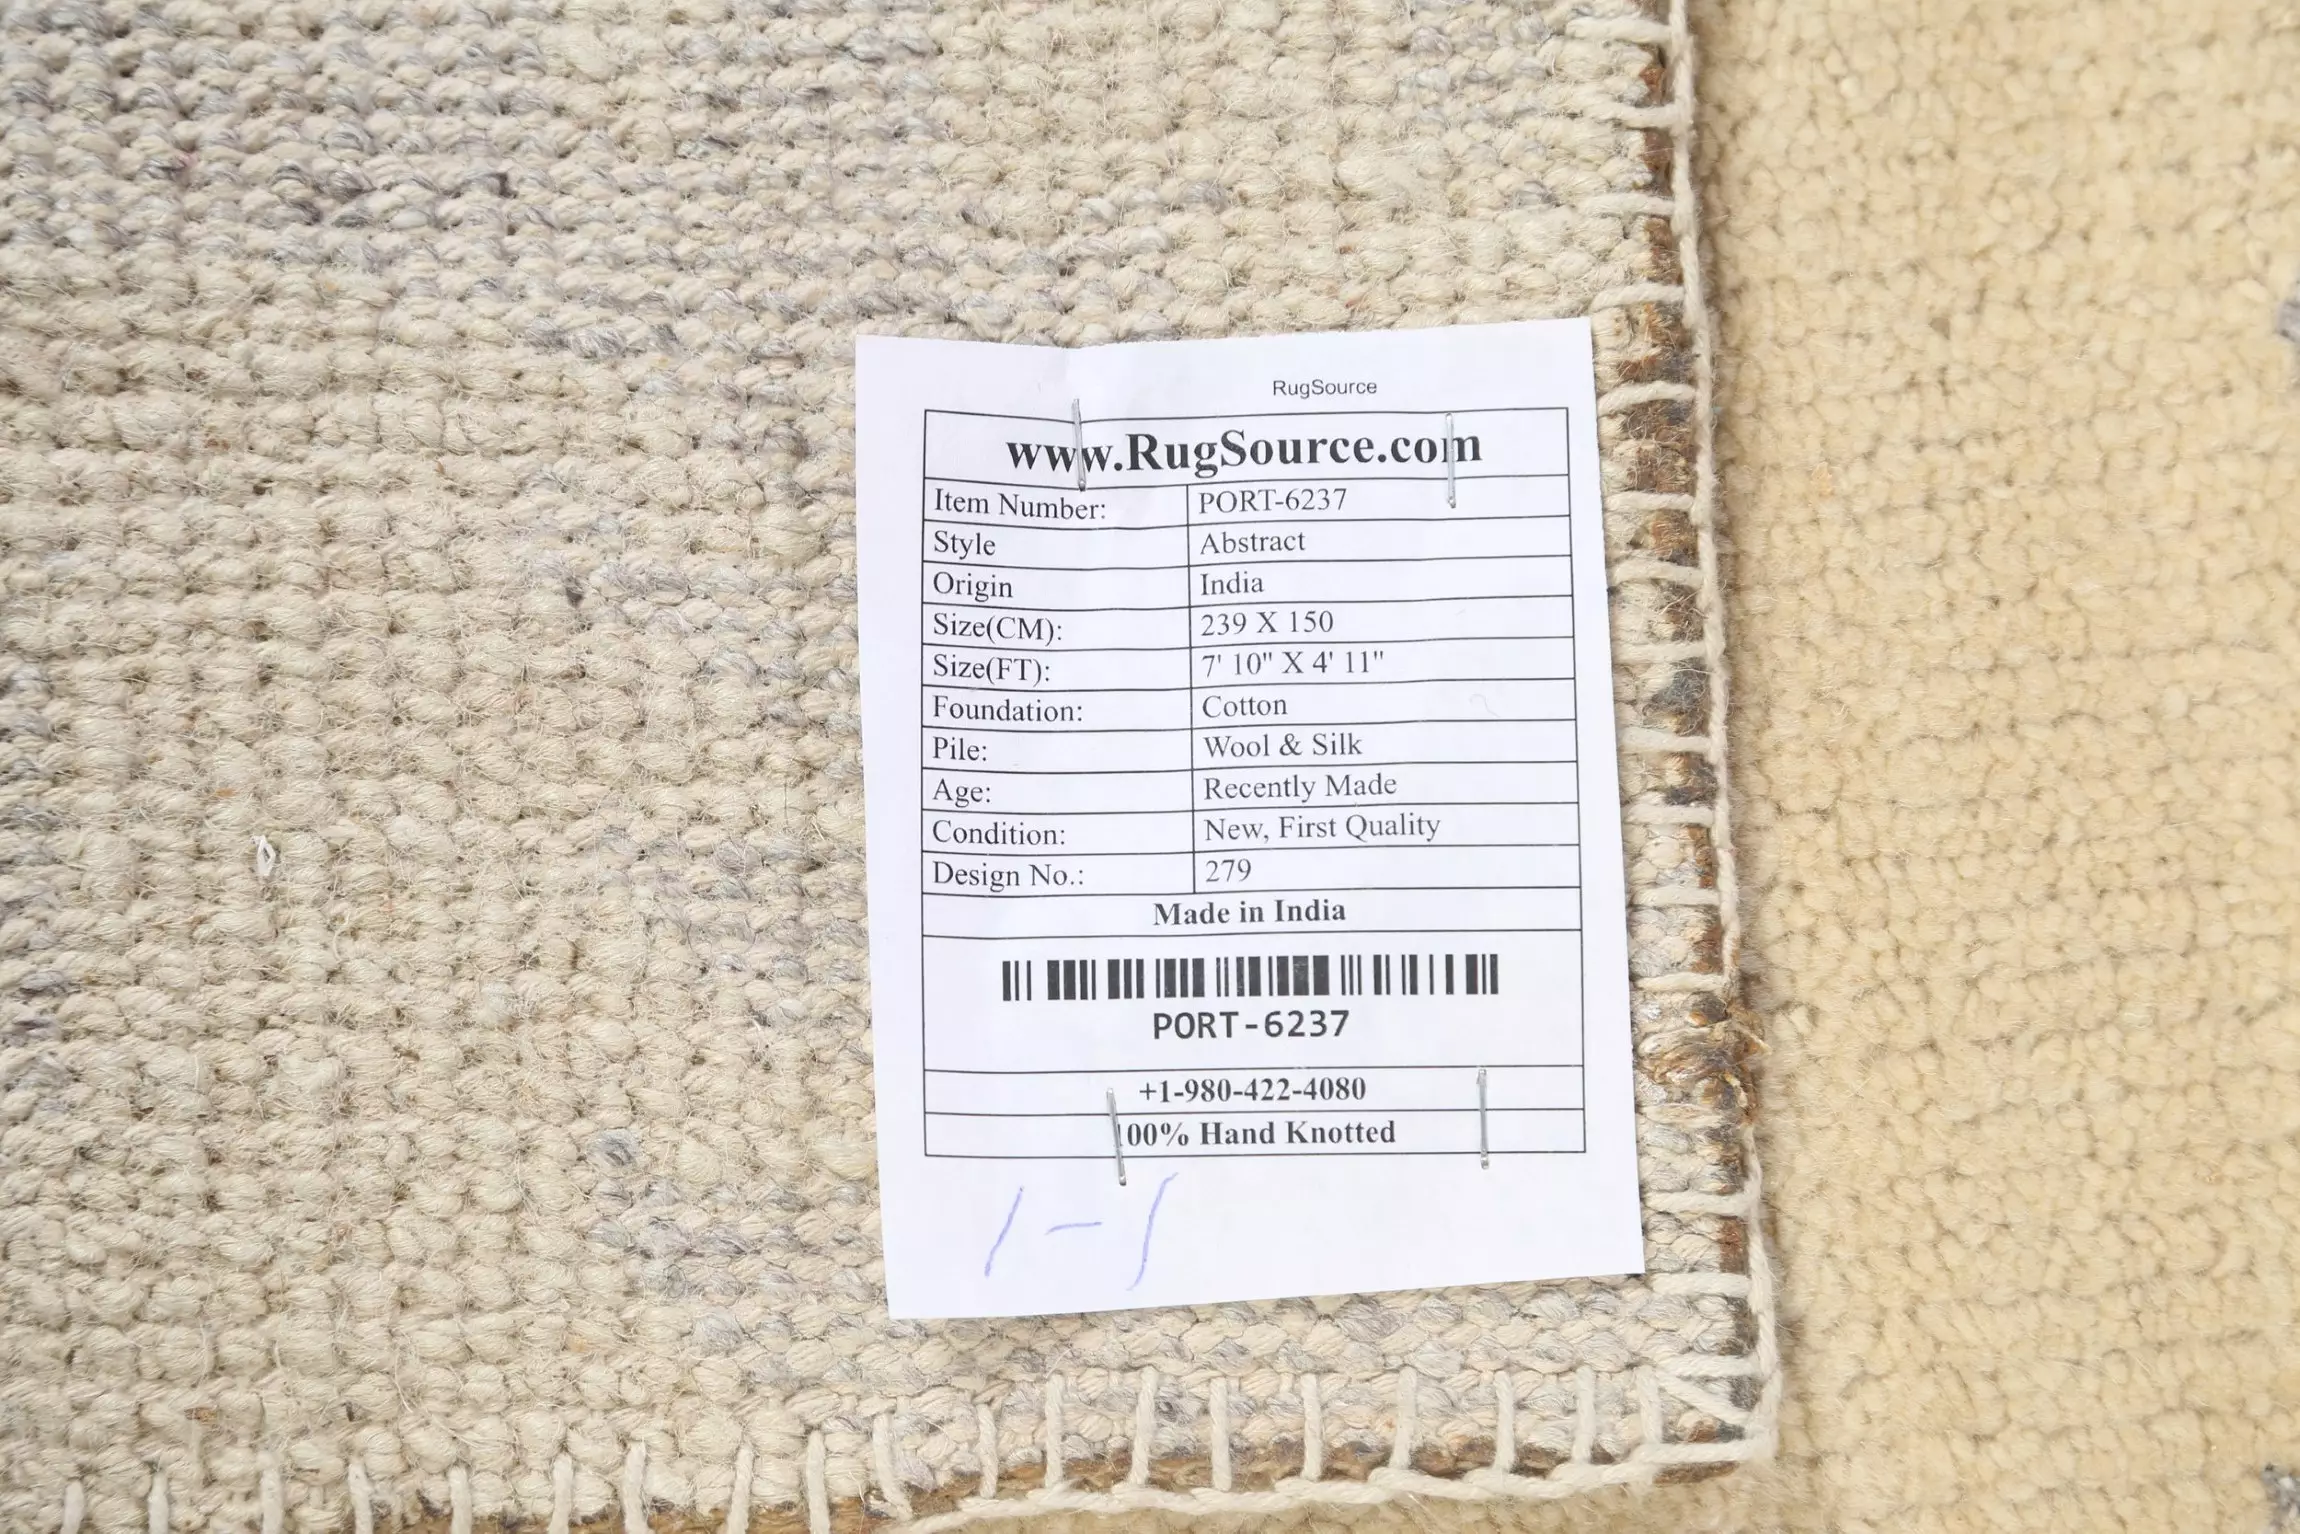 RugSource
www.RugSource.com
Item Number: PORT-6237
Style Abstract
Origin India
Size(CM): 239 X 150
Size(FT): 7' 10" X 4' 11"
Foundation: Cotton
Pile: Wool & Silk
Age: Recently Made
Condition: New, First Quality
Design No.: 279
Made in India
PORT-6237
+1-980-422-4080
100% Hand Knotted
1-1